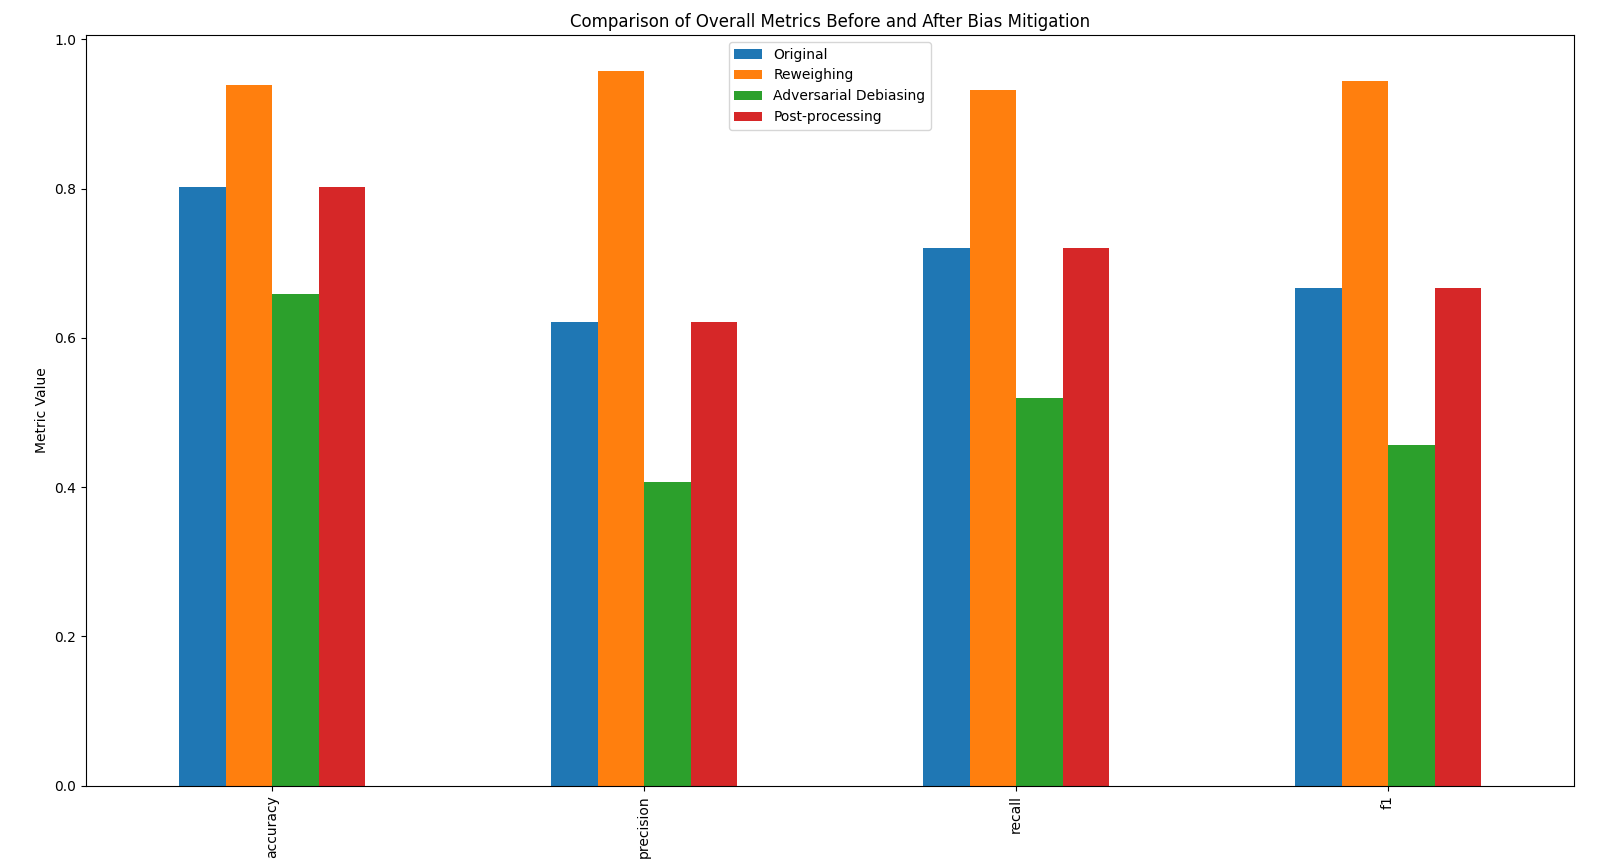 Comparison of Overall Metrics Before and After Bias Mitigation
Original
Reweighing
Adversarial Debiasing
Post-processing
Metric Value
1.0
0.8
0.6
0.4
0.2
0.0
accuracy
precision
recall
f1